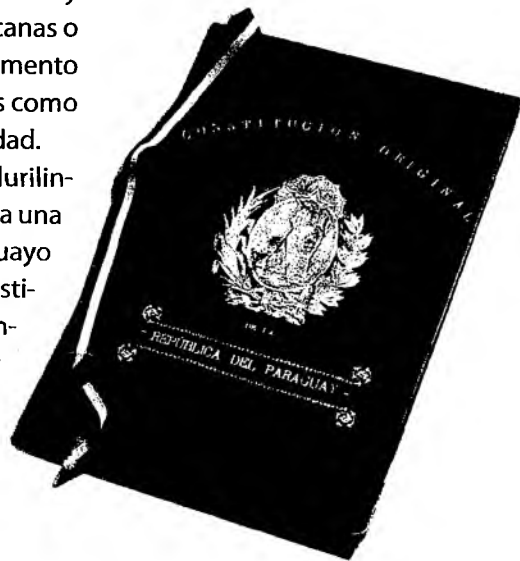 canas o
mento
s como
dad.
lurilin-
a una
uayo
sti-
n-
CONSTITUCION ORIGINAL
DE LA
- REPÚBLICA DEL PARAGUAY -